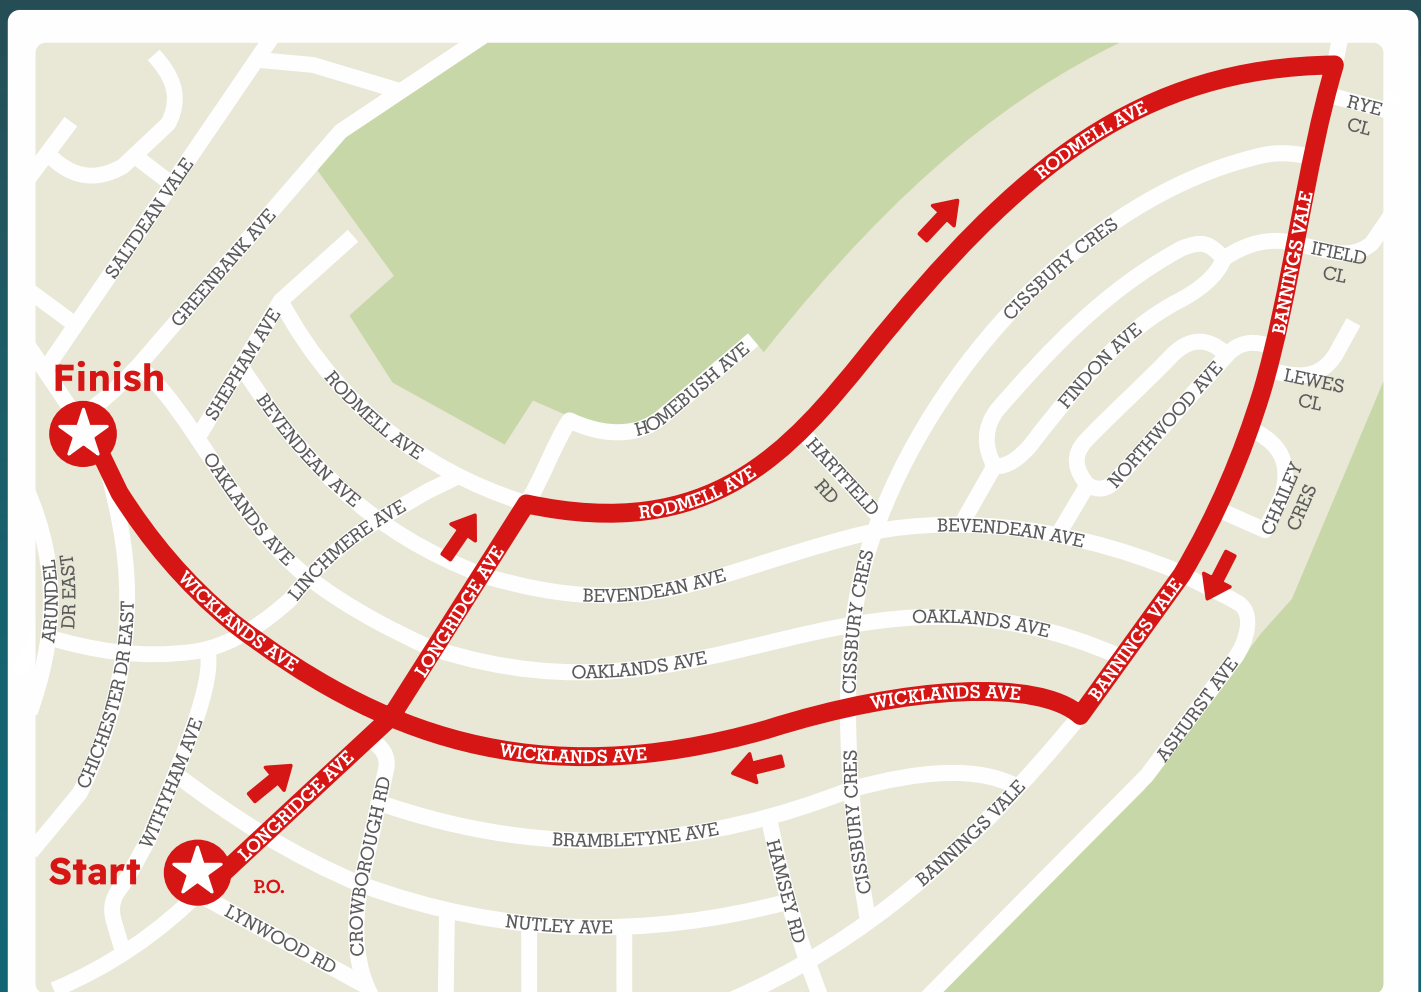 RYE
CL
RODMELL AVE
SALTDEAN VALE
GREENBANK AVE
CISSBURY CRES
BANNINGS VALE
IFIELD
CL
SHEPHAM AVE
FINDON AVE
Finish
RODMELL AVE
HOMEBUSH AVE
NORTHWOOD AVE
LEWES
CL
BEVENDEAN AVE
OAKLANDS AVE
LINCHMERE AVE
RODMELL AVE
HARTFIELD
RD
CHAILEY
CRES
BEVENDEAN AVE
ARUNDEL
DR EAST
WICKLANDS AVE
LONGRIDGE AVE
BEVENDEAN AVE
CISSBURY CRES
OAKLANDS AVE
BANNINGS VALE
CHICHESTER DR EAST
OAKLANDS AVE
WICKLANDS AVE
ASHURST AVE
WICKLANDS AVE
WITHYHAM AVE
LONGRIDGE AVE
CROWBOROUGH RD
BRAMBLETYNE AVE
CISSBURY CRES
BANNINGS VALE
HAMSEY RD
Start
P.O.
LYNWOOD RD
NUTLEY AVE